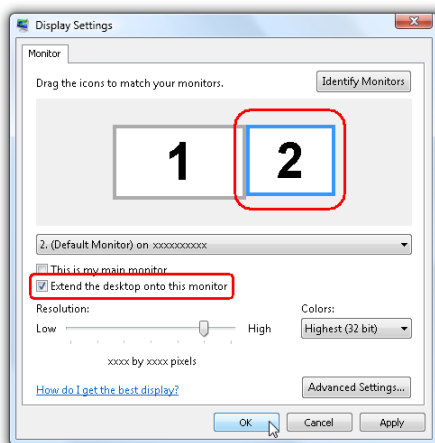 Display Settings
Monitor
Drag the icons to match your monitors.
Identify Monitors
1
2
2. (Default Monitor) on xxxxxxxxxx
This is my main monitor
Extend the desktop onto this monitor
Resolution:
Colors:
Low
High
Highest (32 bit)
xxxx by xxxx pixels
How do I get the best display?
Advanced Settings...
OK
Cancel
Apply